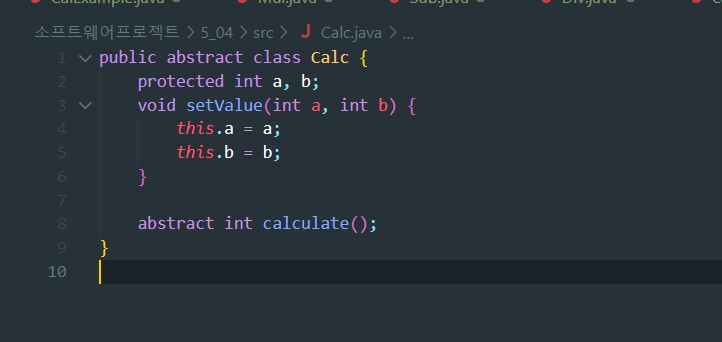 CalExample.java Mul.java Sub.java Div.java
소프트웨어프로젝트 > 5_04 > src > J Calc.java > ...
1 public abstract class Calc {
2 protected int a, b;
3 void setValue(int a, int b) {
4 this.a = a;
5 this.b = b;
6 }
7
8 abstract int calculate();
9 }
10